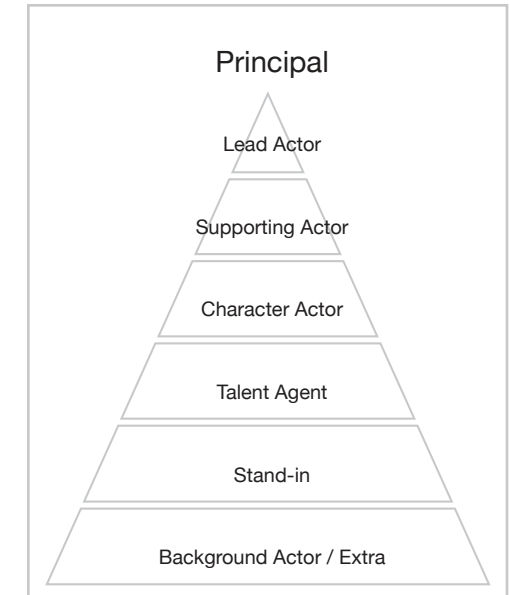 Principal
Lead Actor
Supporting Actor
Character Actor
Talent Agent
Stand-in
Background Actor / Extra